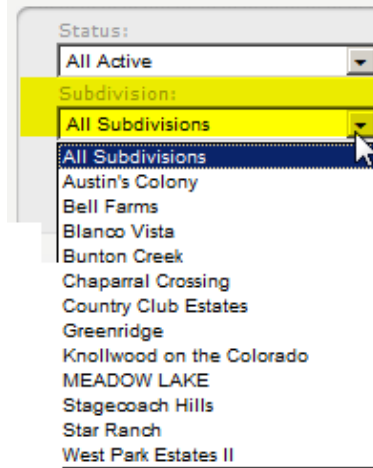 Status:
All Active
Subdivision:
All Subdivisions
All Subdivisions
Austin's Colony
Bell Farms
Blanco Vista
Bunton Creek
Chaparral Crossing
Country Club Estates
Greenridge
Knollwood on the Colorado
MEADOW LAKE
Stagecoach Hills
Star Ranch
West Park Estates II